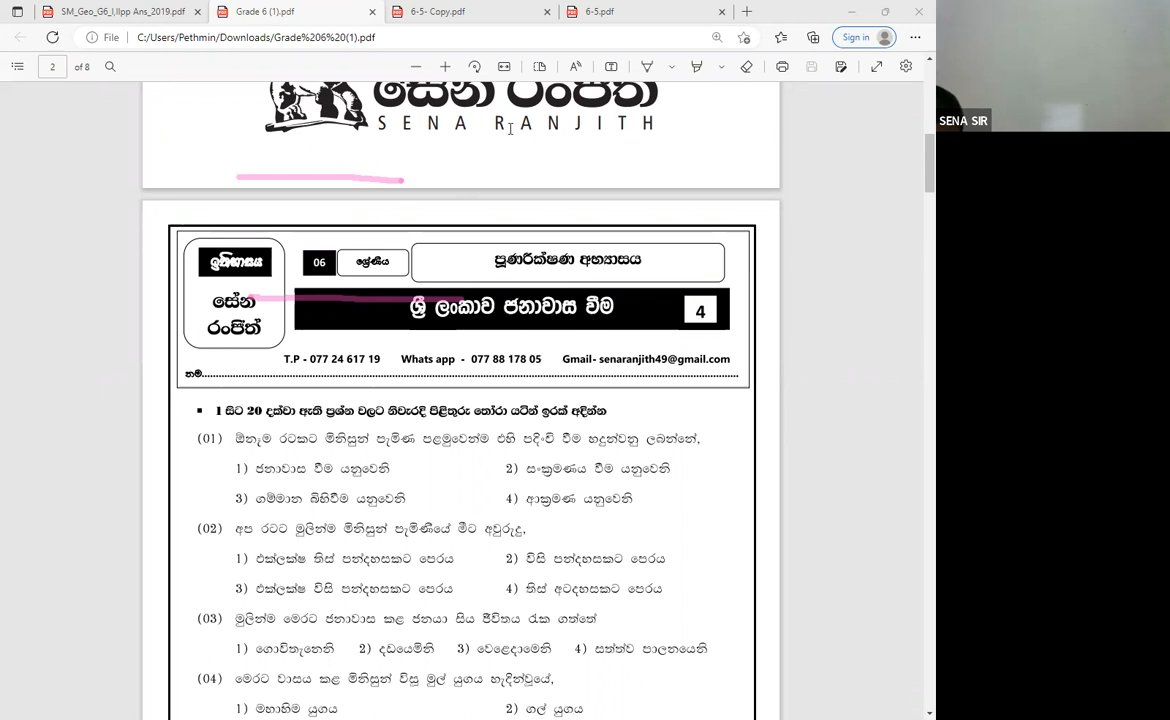 SM_Geo_G6_I,IIpp Ans_2019.pdf
Grade 6 (1).pdf
6-5- Copy.pdf
6-5.pdf
File
C:/Users/Pethmin/Downloads/Grade%206%20(1).pdf
Sign in
2 of 8
සේන රංජිත්
SENA RANJITH
SENA SIR
ඉතිහාසය
06
ශ්‍රේණිය
පුණරීක්ෂණ අභ්‍යාසය
සේන
රංජිත්
ශ්‍රී ලංකාව ජනාවාස වීම
4
T.P - 077 24 617 19 Whats app - 077 88 178 05 Gmail- senaranjith49@gmail.com
නම
1 සිට 20 දක්වා ඇති ප්‍රශ්න වලට නිවැරදි පිළිතුරු තෝරා යටින් ඉරක් අදින්න
(01) ඕනෑම රටකට මිනිසුන් පැමිණ පළමුවෙන්ම එහි පදිංචි වීම හදුන්වනු ලබන්නේ,
1) ජනාවාස වීම යනුවෙනි 2) සංක්‍රමණය වීම යනුවෙනි
3) ගම්මාන බිහිවීම යනුවෙනි 4) ආක්‍රමණ යනුවෙනි
(02) අප රටට මුලින්ම මිනිසුන් පැමිණීයේ මීට අවුරුදු,
1) එක්ලක්ෂ තිස් පන්දහසකට පෙරය 2) විසි පන්දහසකට පෙරය
3) එක්ලක්ෂ විසි පන්දහසකට පෙරය 4) තිස් අටදහසකට පෙරය
(03) මුලින්ම මෙරට ජනාවාස කළ ජනයා සිය ජීවිතය රැක ගත්තේ
1) ගොවිතැනෙනි 2) දඩයෙමිනි 3) වෙළෙදාමෙනි 4) සත්ත්ව පාලනයෙනි
(04) මෙරට වාසය කළ මිනිසුන් විසූ මුල් යුගය හැදින්වූයේ,
1) මහාහිම යුගය 2) ගල් යුගය